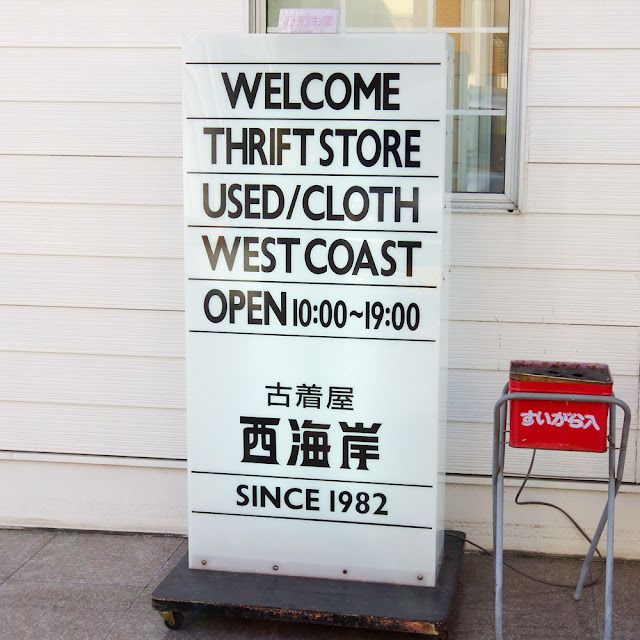 WELCOME
THRIFT STORE
USED/CLOTH
WEST COAST
OPEN 10:00~19:00
古着屋
西海岸
SINCE 1982
すいがら入